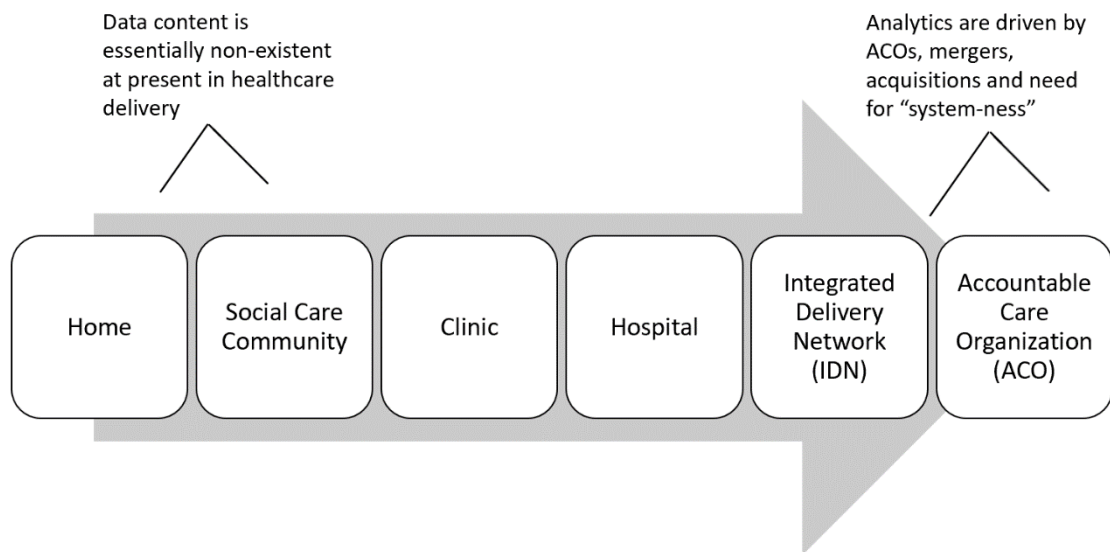 Data content is
essentially non-existent
at present in healthcare
delivery
Analytics are driven by
ACOs, mergers,
acquisitions and need
for “system-ness”
Home
Social Care
Community
Clinic
Hospital
Integrated
Delivery
Network
(IDN)
Accountable
Care
Organization
(ACO)